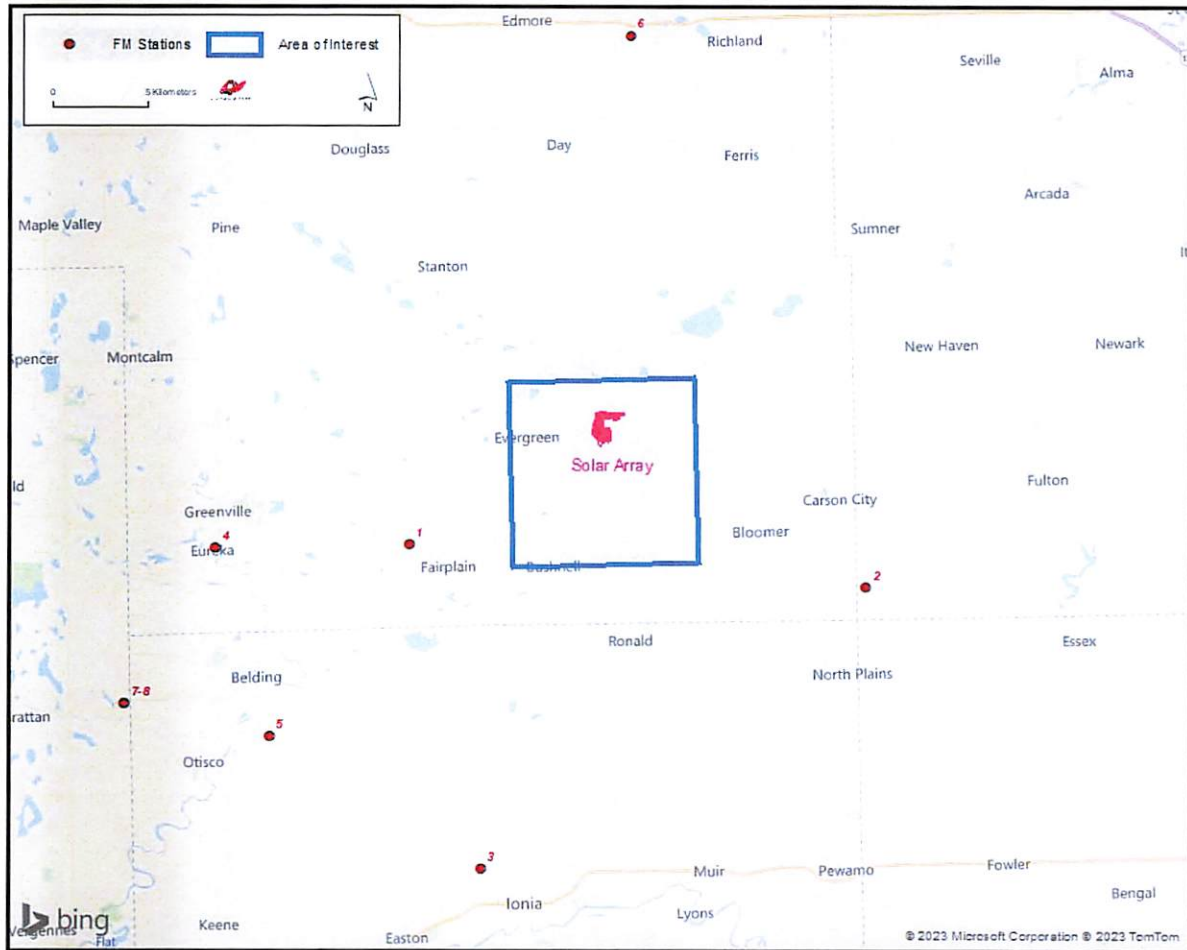 Edmore
6
Richland
FM Stations
Area of Interest
0
5 Kilometers
N
Seville
Alma
Douglass
Day
Ferris
Arcada
Maple Valley
Pine
Sumner
Stanton
Montcalm
New Haven
Newark
Evergreen
Solar Array
Greenville
Carson City
Fulton
4
Eureka
1
Bloomer
Fairplain
Bushnell
2
Ronald
Essex
Belding
North Plains
7-8
5
Otisco
3
Muir
Pewamo
Fowler
Bengal
Ionia
Lyons
bing
Keene
Easton
Flat
© 2023 Microsoft Corporation © 2023 TomTom